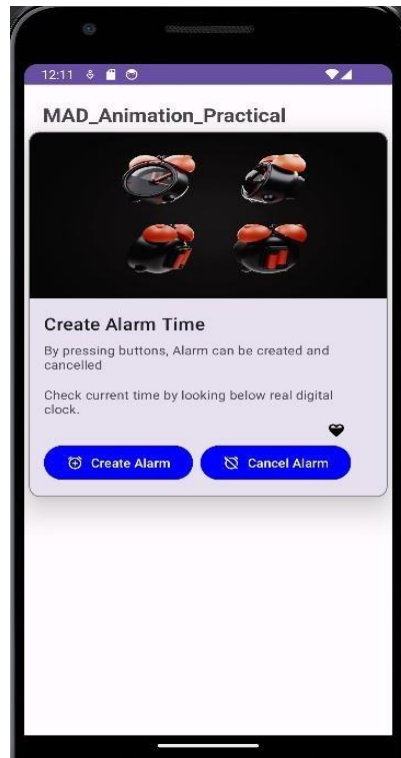 12:11
MAD_Animation_Practical
Create Alarm Time
By pressing buttons, Alarm can be created and
cancelled
Check current time by looking below real digital
clock.
Create Alarm
Cancel Alarm